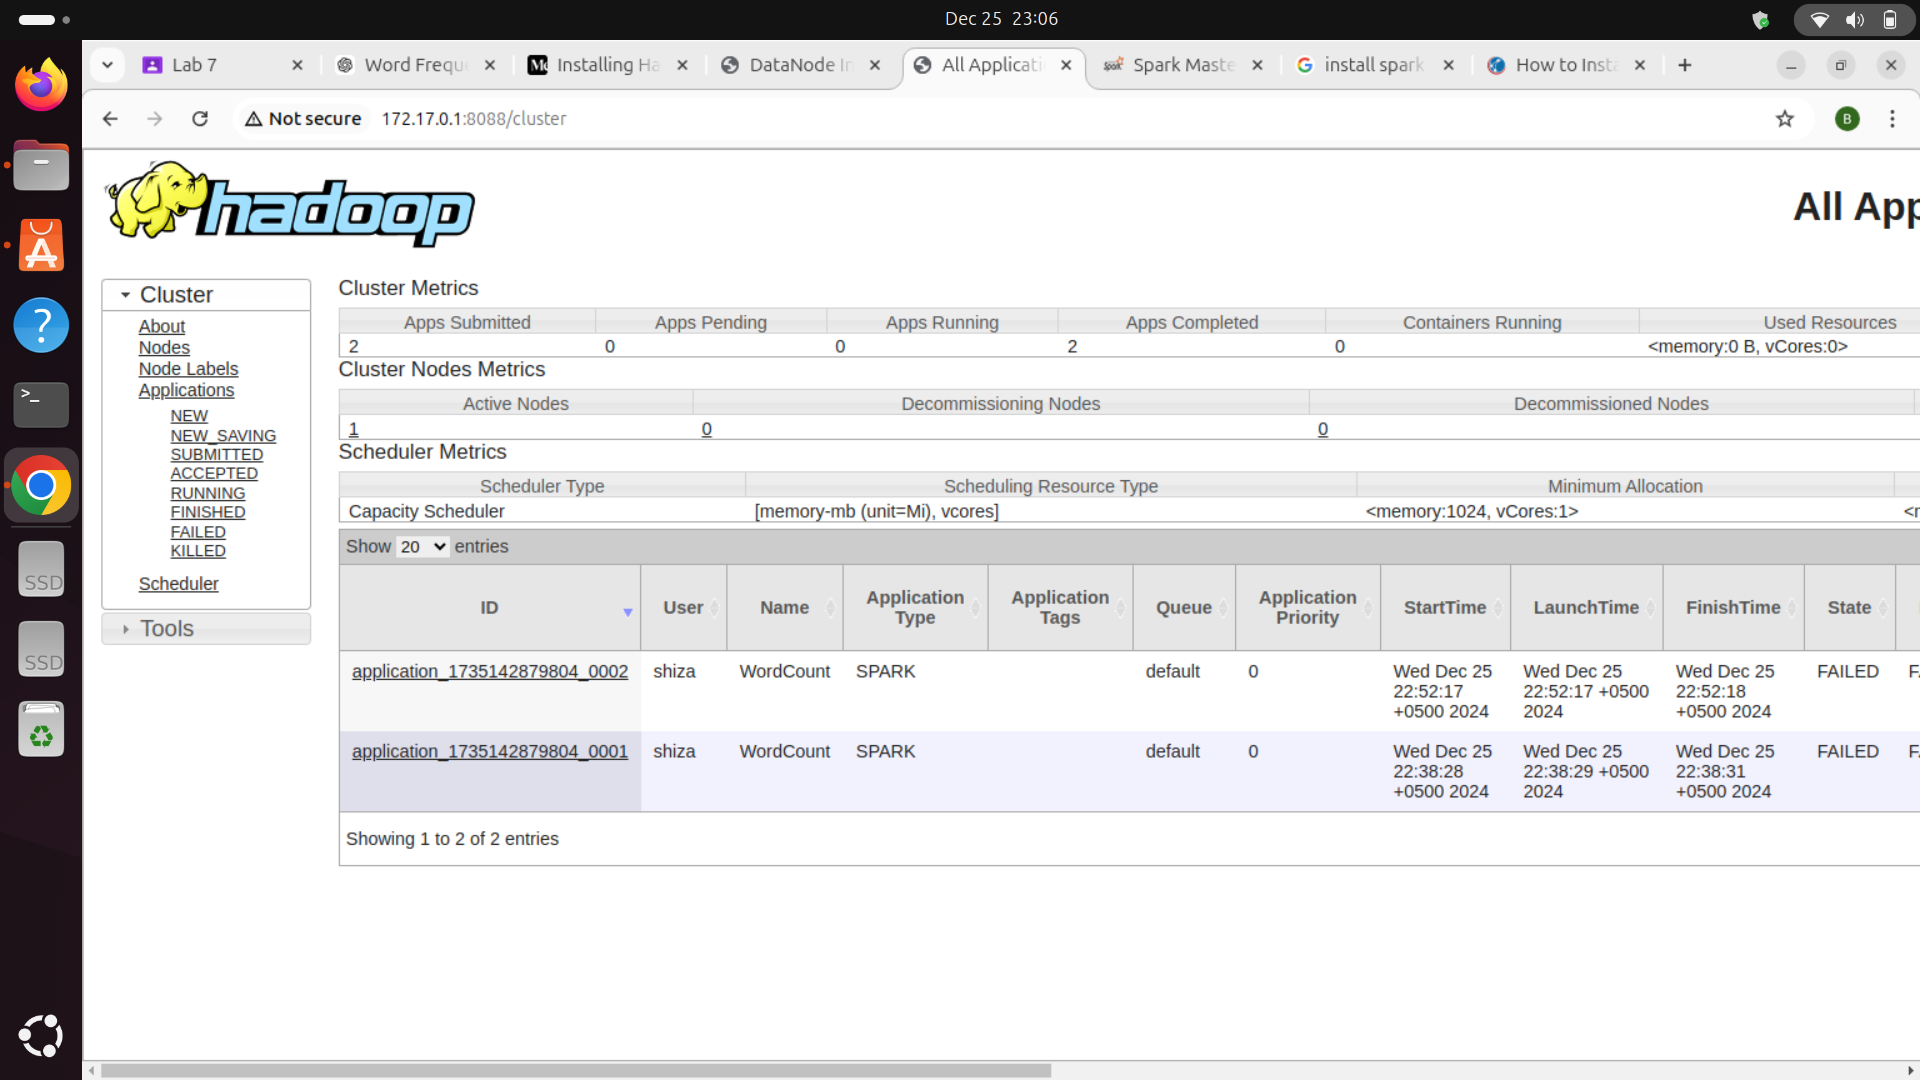 Dec 25 23:06
Lab 7
Word Freque
Installing Ha
DataNode In
All Applicati
Spark Maste
install spark
How to Insta
Not secure
172.17.0.1:8088/cluster
B
hadoop
All App
Cluster
About
Nodes
Node Labels
Applications
NEW
NEW_SAVING
SUBMITTED
ACCEPTED
RUNNING
FINISHED
FAILED
KILLED
Scheduler
Tools
Cluster Metrics
Apps Submitted Apps Pending Apps Running Apps Completed Containers Running Used Resources
2 0 0 2 0 <memory:0 B, vCores:0>
Cluster Nodes Metrics
Active Nodes Decommissioning Nodes Decommissioned Nodes
1 0 0
Scheduler Metrics
Scheduler Type Scheduling Resource Type Minimum Allocation
Capacity Scheduler [memory-mb (unit=Mi), vcores] <memory:1024, vCores:1>
Show 20 entries
ID User Name Application Type Application Tags Queue Application Priority StartTime LaunchTime FinishTime State
application_1735142879804_0002 shiza WordCount SPARK default 0 Wed Dec 25 22:52:17 +0500 2024 Wed Dec 25 22:52:17 +0500 2024 Wed Dec 25 22:52:18 +0500 2024 FAILED
application_1735142879804_0001 shiza WordCount SPARK default 0 Wed Dec 25 22:38:28 +0500 2024 Wed Dec 25 22:38:29 +0500 2024 Wed Dec 25 22:38:31 +0500 2024 FAILED
Showing 1 to 2 of 2 entries
SSD
SSD